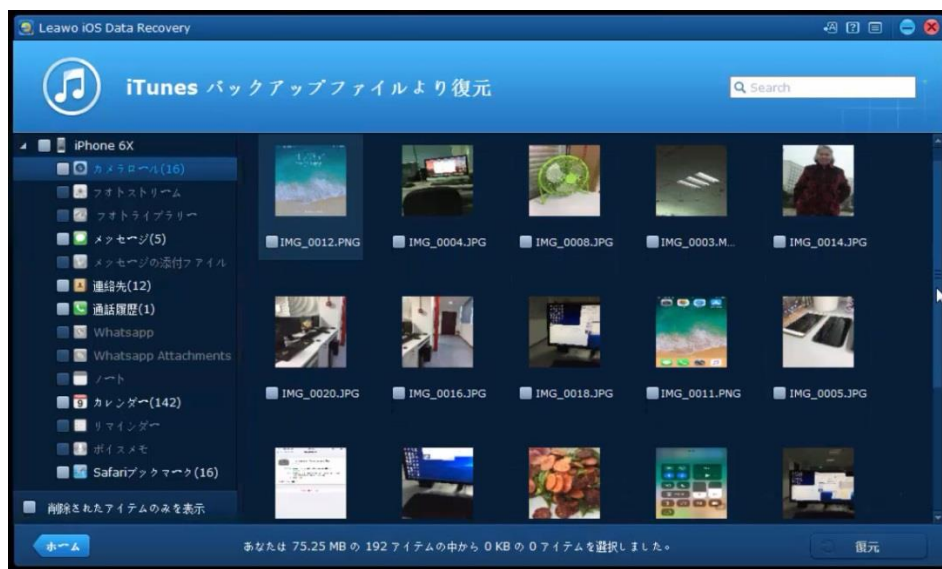 Leawo iOS Data Recovery
iTunes バックアップファイルより復元
Search
iPhone 6X
カメラロール(16)
フォトストリーム
フォトライブラリー
メッセージ(5)
メッセージの添付ファイル
連絡先(12)
通話履歴(1)
Whatsapp
Whatsapp Attachments
ノート
カレンダー(142)
リマインダー
ボイスメモ
Safariブックマーク(16)
削除されたアイテムのみを表示
IMG_0012.PNG
IMG_0004.JPG
IMG_0008.JPG
IMG_0003.M...
IMG_0014.JPG
IMG_0020.JPG
IMG_0016.JPG
IMG_0018.JPG
IMG_0011.PNG
IMG_0005.JPG
ホーム
あなたは 75.25 MB の 192 アイテムの中から 0 KB の 0 アイテムを選択しました。
復元